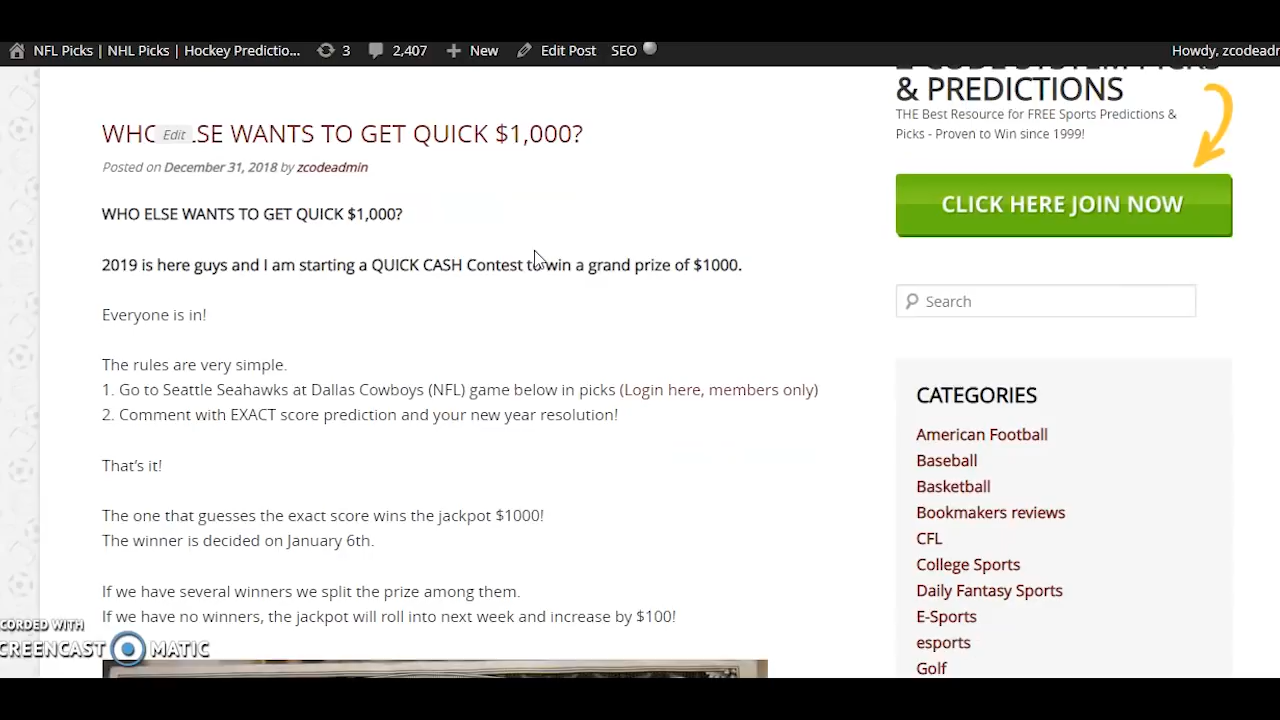 NFL Picks | NHL Picks | Hockey Predictio... 3 2,407 New Edit Post SEO Howdy, zcodeadr
& PREDICTIONS
THE Best Resource for FREE Sports Predictions &
Picks - Proven to Win since 1999!
CLICK HERE JOIN NOW
Search
CATEGORIES
American Football
Baseball
Basketball
Bookmakers reviews
CFL
College Sports
Daily Fantasy Sports
E-Sports
esports
Golf
WHO Edit LSE WANTS TO GET QUICK $1,000?
Posted on December 31, 2018 by zcodeadmin
WHO ELSE WANTS TO GET QUICK $1,000?
2019 is here guys and I am starting a QUICK CASH Contest to win a grand prize of $1000.
Everyone is in!
The rules are very simple.
1. Go to Seattle Seahawks at Dallas Cowboys (NFL) game below in picks (Login here, members only)
2. Comment with EXACT score prediction and your new year resolution!
That's it!
The one that guesses the exact score wins the jackpot $1000!
The winner is decided on January 6th.
If we have several winners we split the prize among them.
If we have no winners, the jackpot will roll into next week and increase by $100!
CORDED WITH
CREENCAST MATIC